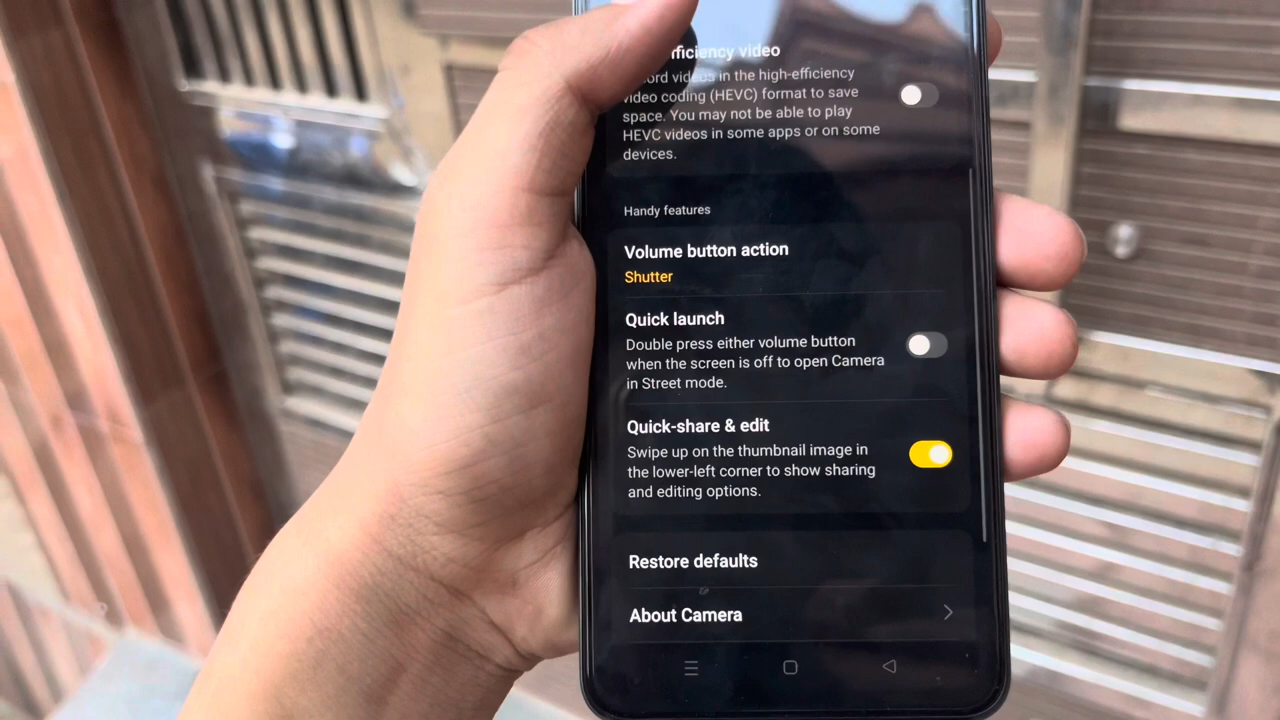 video
videos in the high-efficiency
video coding (HEVC) format to save
space. You may not be able to play
HEVC videos in some apps or on some
devices.
Handy features
Volume button action
Shutter
Quick launch
Double press either volume button
when the screen is off to open Camera
in Street mode.
Quick-share & edit
Swipe up on the thumbnail image in
the lower-left corner to show sharing
and editing options.
Restore defaults
About Camera